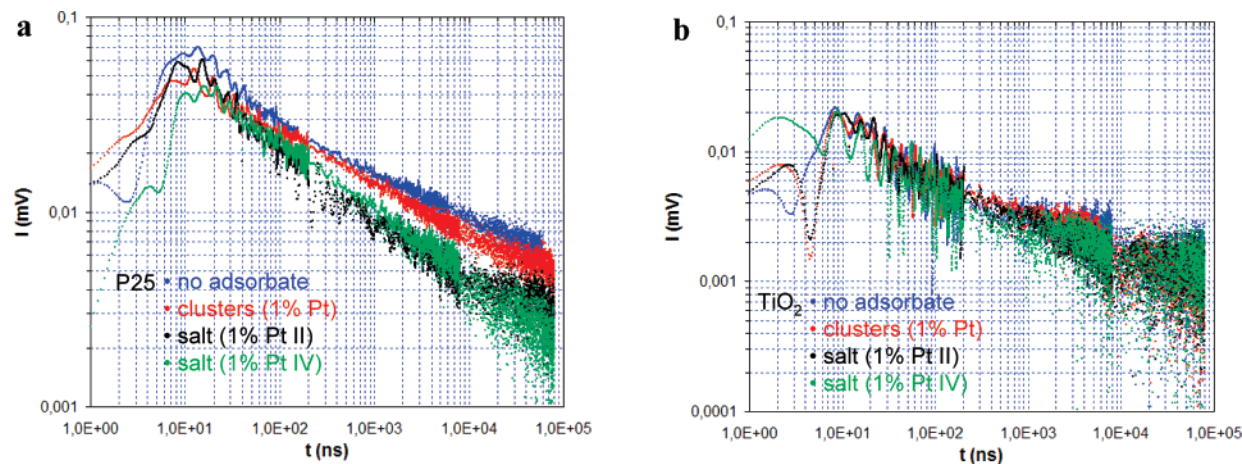 a
0,1
I (mV)
0,01
0,001
P25
no adsorbate
clusters (1% Pt)
salt (1% Pt II)
salt (1% Pt IV)
1,0E+00 1,0E+01 1,0E+02 1,0E+03 1,0E+04 1,0E+05
t (ns)
b
0,1
I (mV)
0,01
0,001
0,0001
TiO2
no adsorbate
clusters (1% Pt)
salt (1% Pt II)
salt (1% Pt IV)
1,0E+00 1,0E+01 1,0E+02 1,0E+03 1,0E+04 1,0E+05
t (ns)